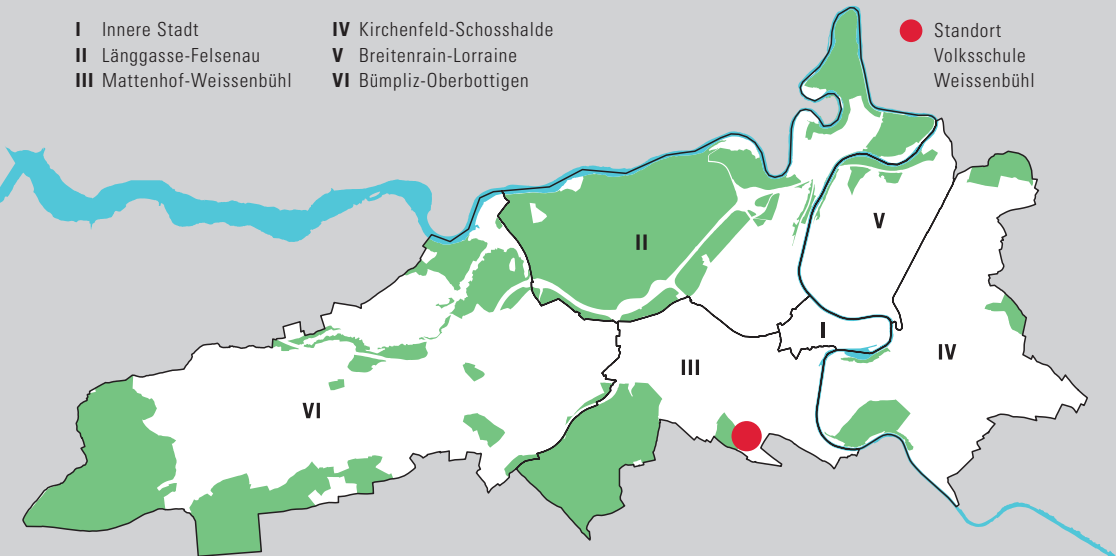 I Innere Stadt
II Länggasse-Felsenau
III Mattenhof-Weissenbühl
IV Kirchenfeld-Schosshalde
V Breitenrain-Lorraine
VI Bümpliz-Oberbottigen
Standort
Volksschule
Weissenbühl
II
V
I
IV
III
VI